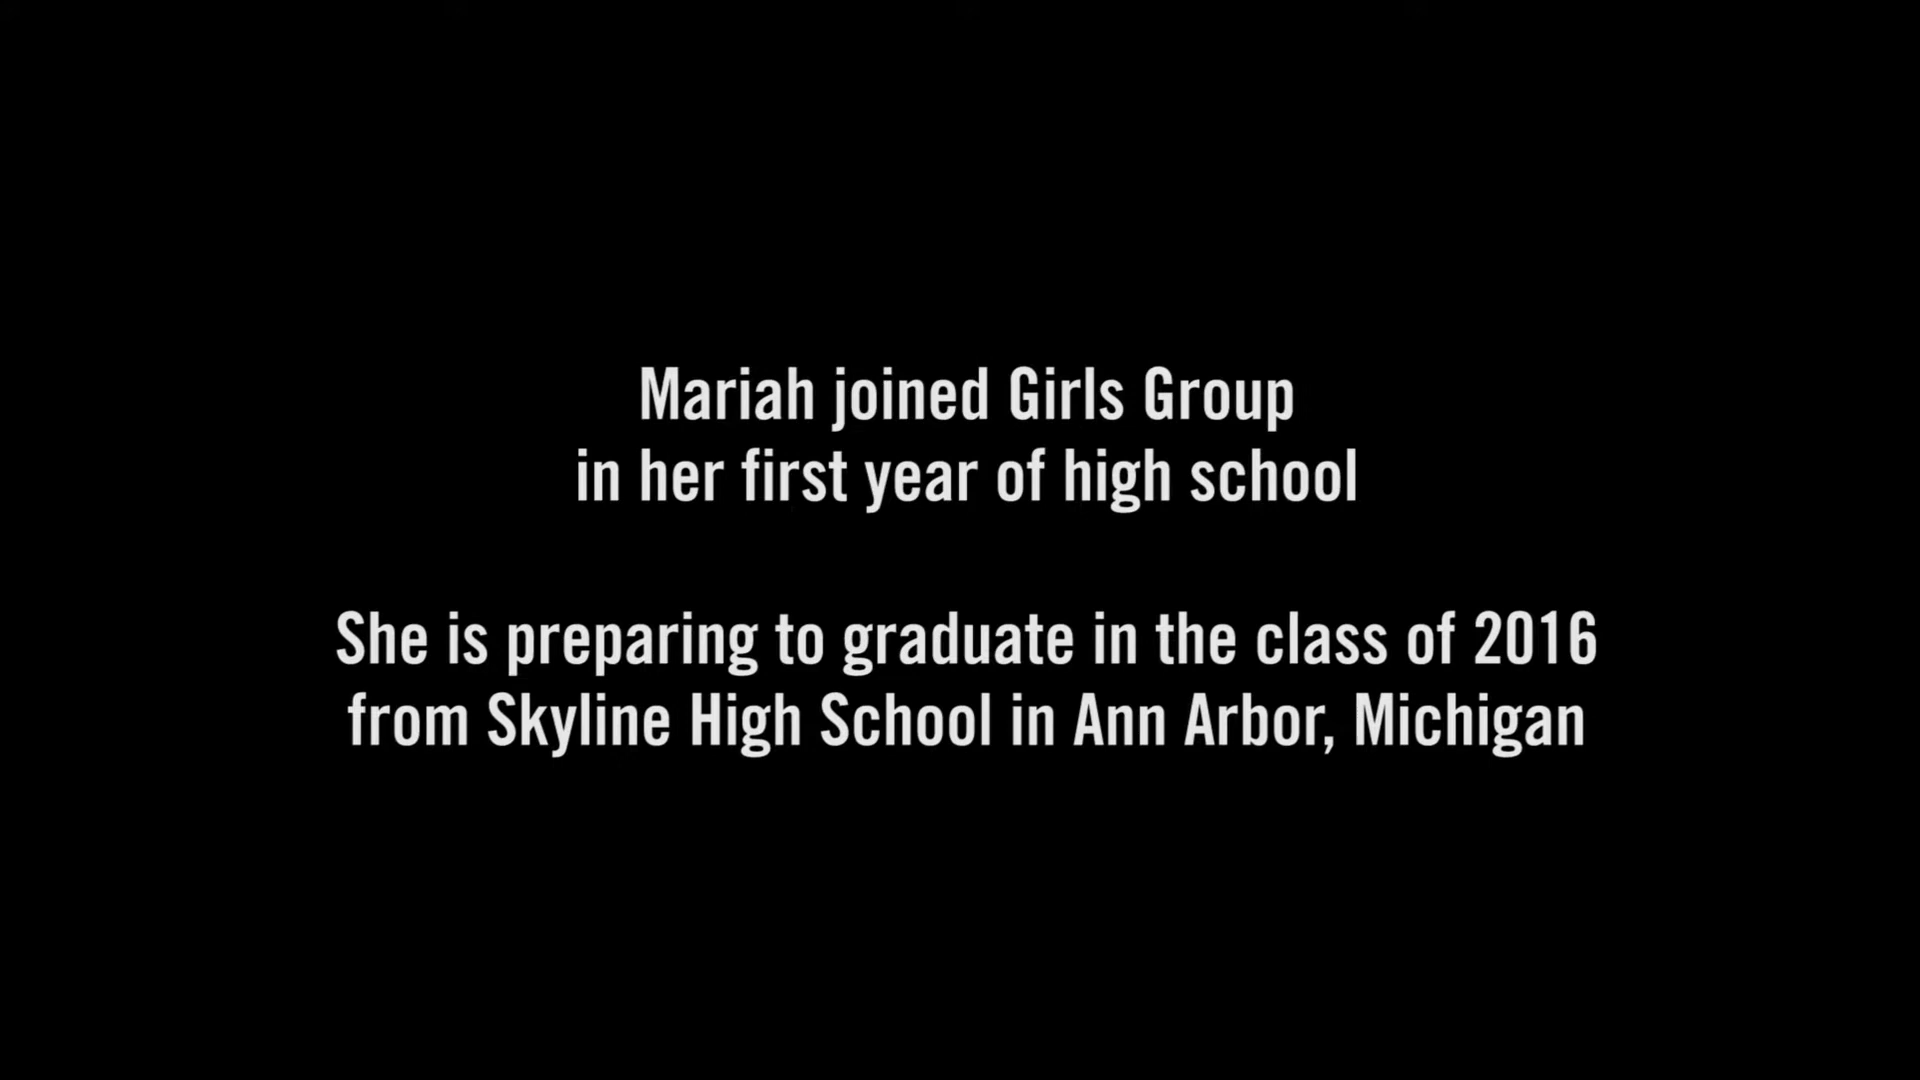 Mariah joined Girls Group
in her first year of high school
She is preparing to graduate in the class of 2016
from Skyline High School in Ann Arbor, Michigan